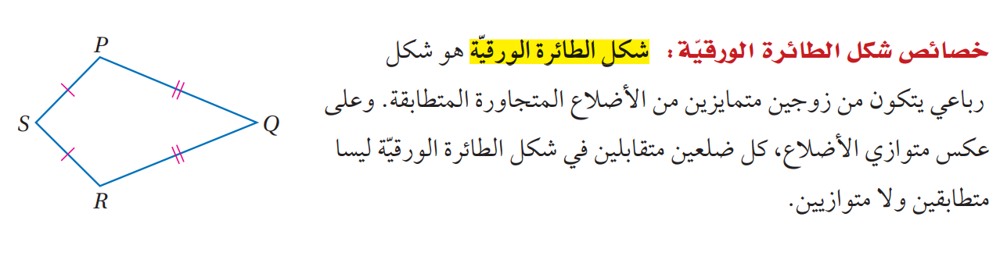 خصائص شكل الطائرة الورقيّة: شكل الطائرة الورقيّة هو شكل
رباعي يتكون من زوجين متمايزين من الأضلاع المتجاورة المتطابقة. وعلى
عكس متوازي الأضلاع، كل ضلعين متقابلين في شكل الطائرة الورقيّة ليسا
متطابقين ولا متوازيين.
P
S
Q
R